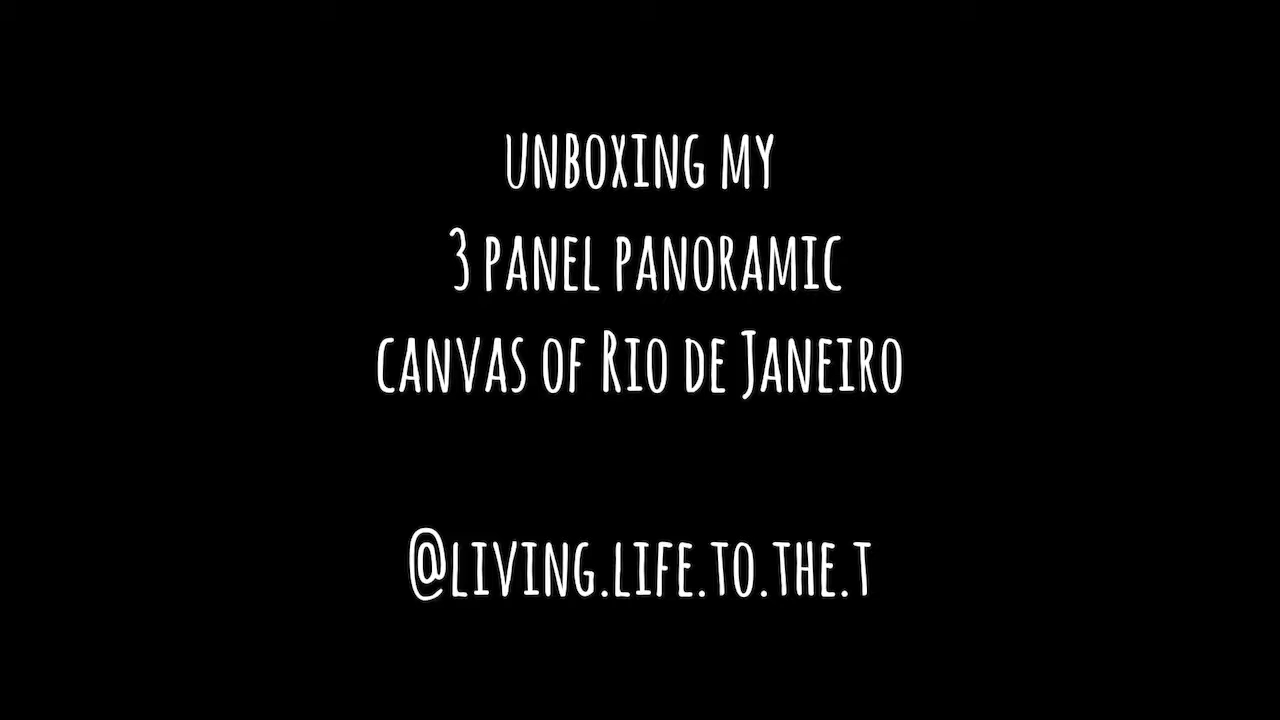 unboxing my
3 panel panoramic
canvas of Rio de Janeiro
@living.life.to.the.t